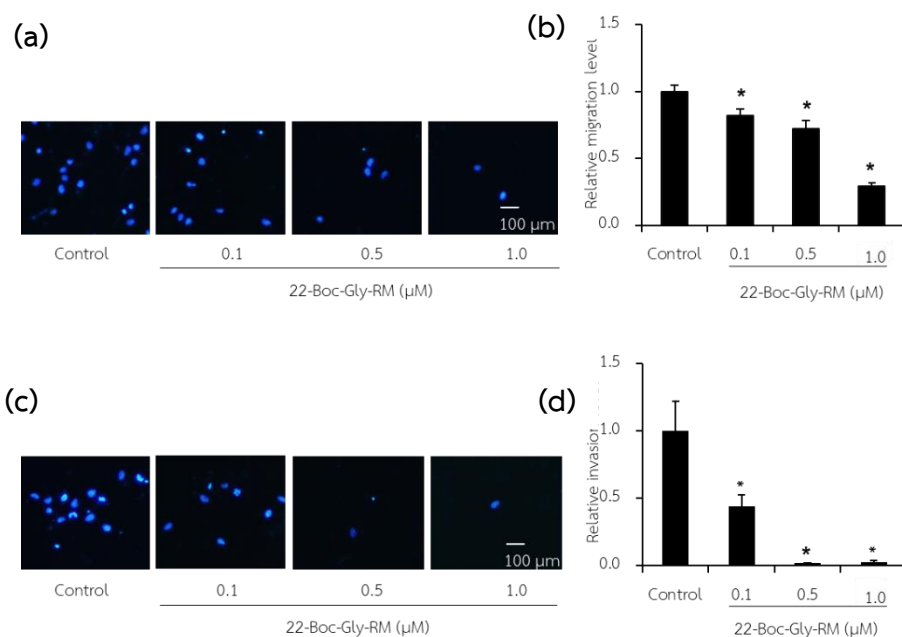 (a)
100 µm
Control
0.1
0.5
1.0
22-Boc-Gly-RM (µM)
(b)
Relative migration level
1.5
1.0
0.5
0.0
*
*
*
Control
0.1
0.5
1.0
22-Boc-Gly-RM (µM)
(c)
100 µm
Control
0.1
0.5
1.0
22-Boc-Gly-RM (µM)
(d)
Relative invasion
1.5
1.0
0.5
0.0
*
*
*
Control
0.1
0.5
1.0
22-Boc-Gly-RM (µM)